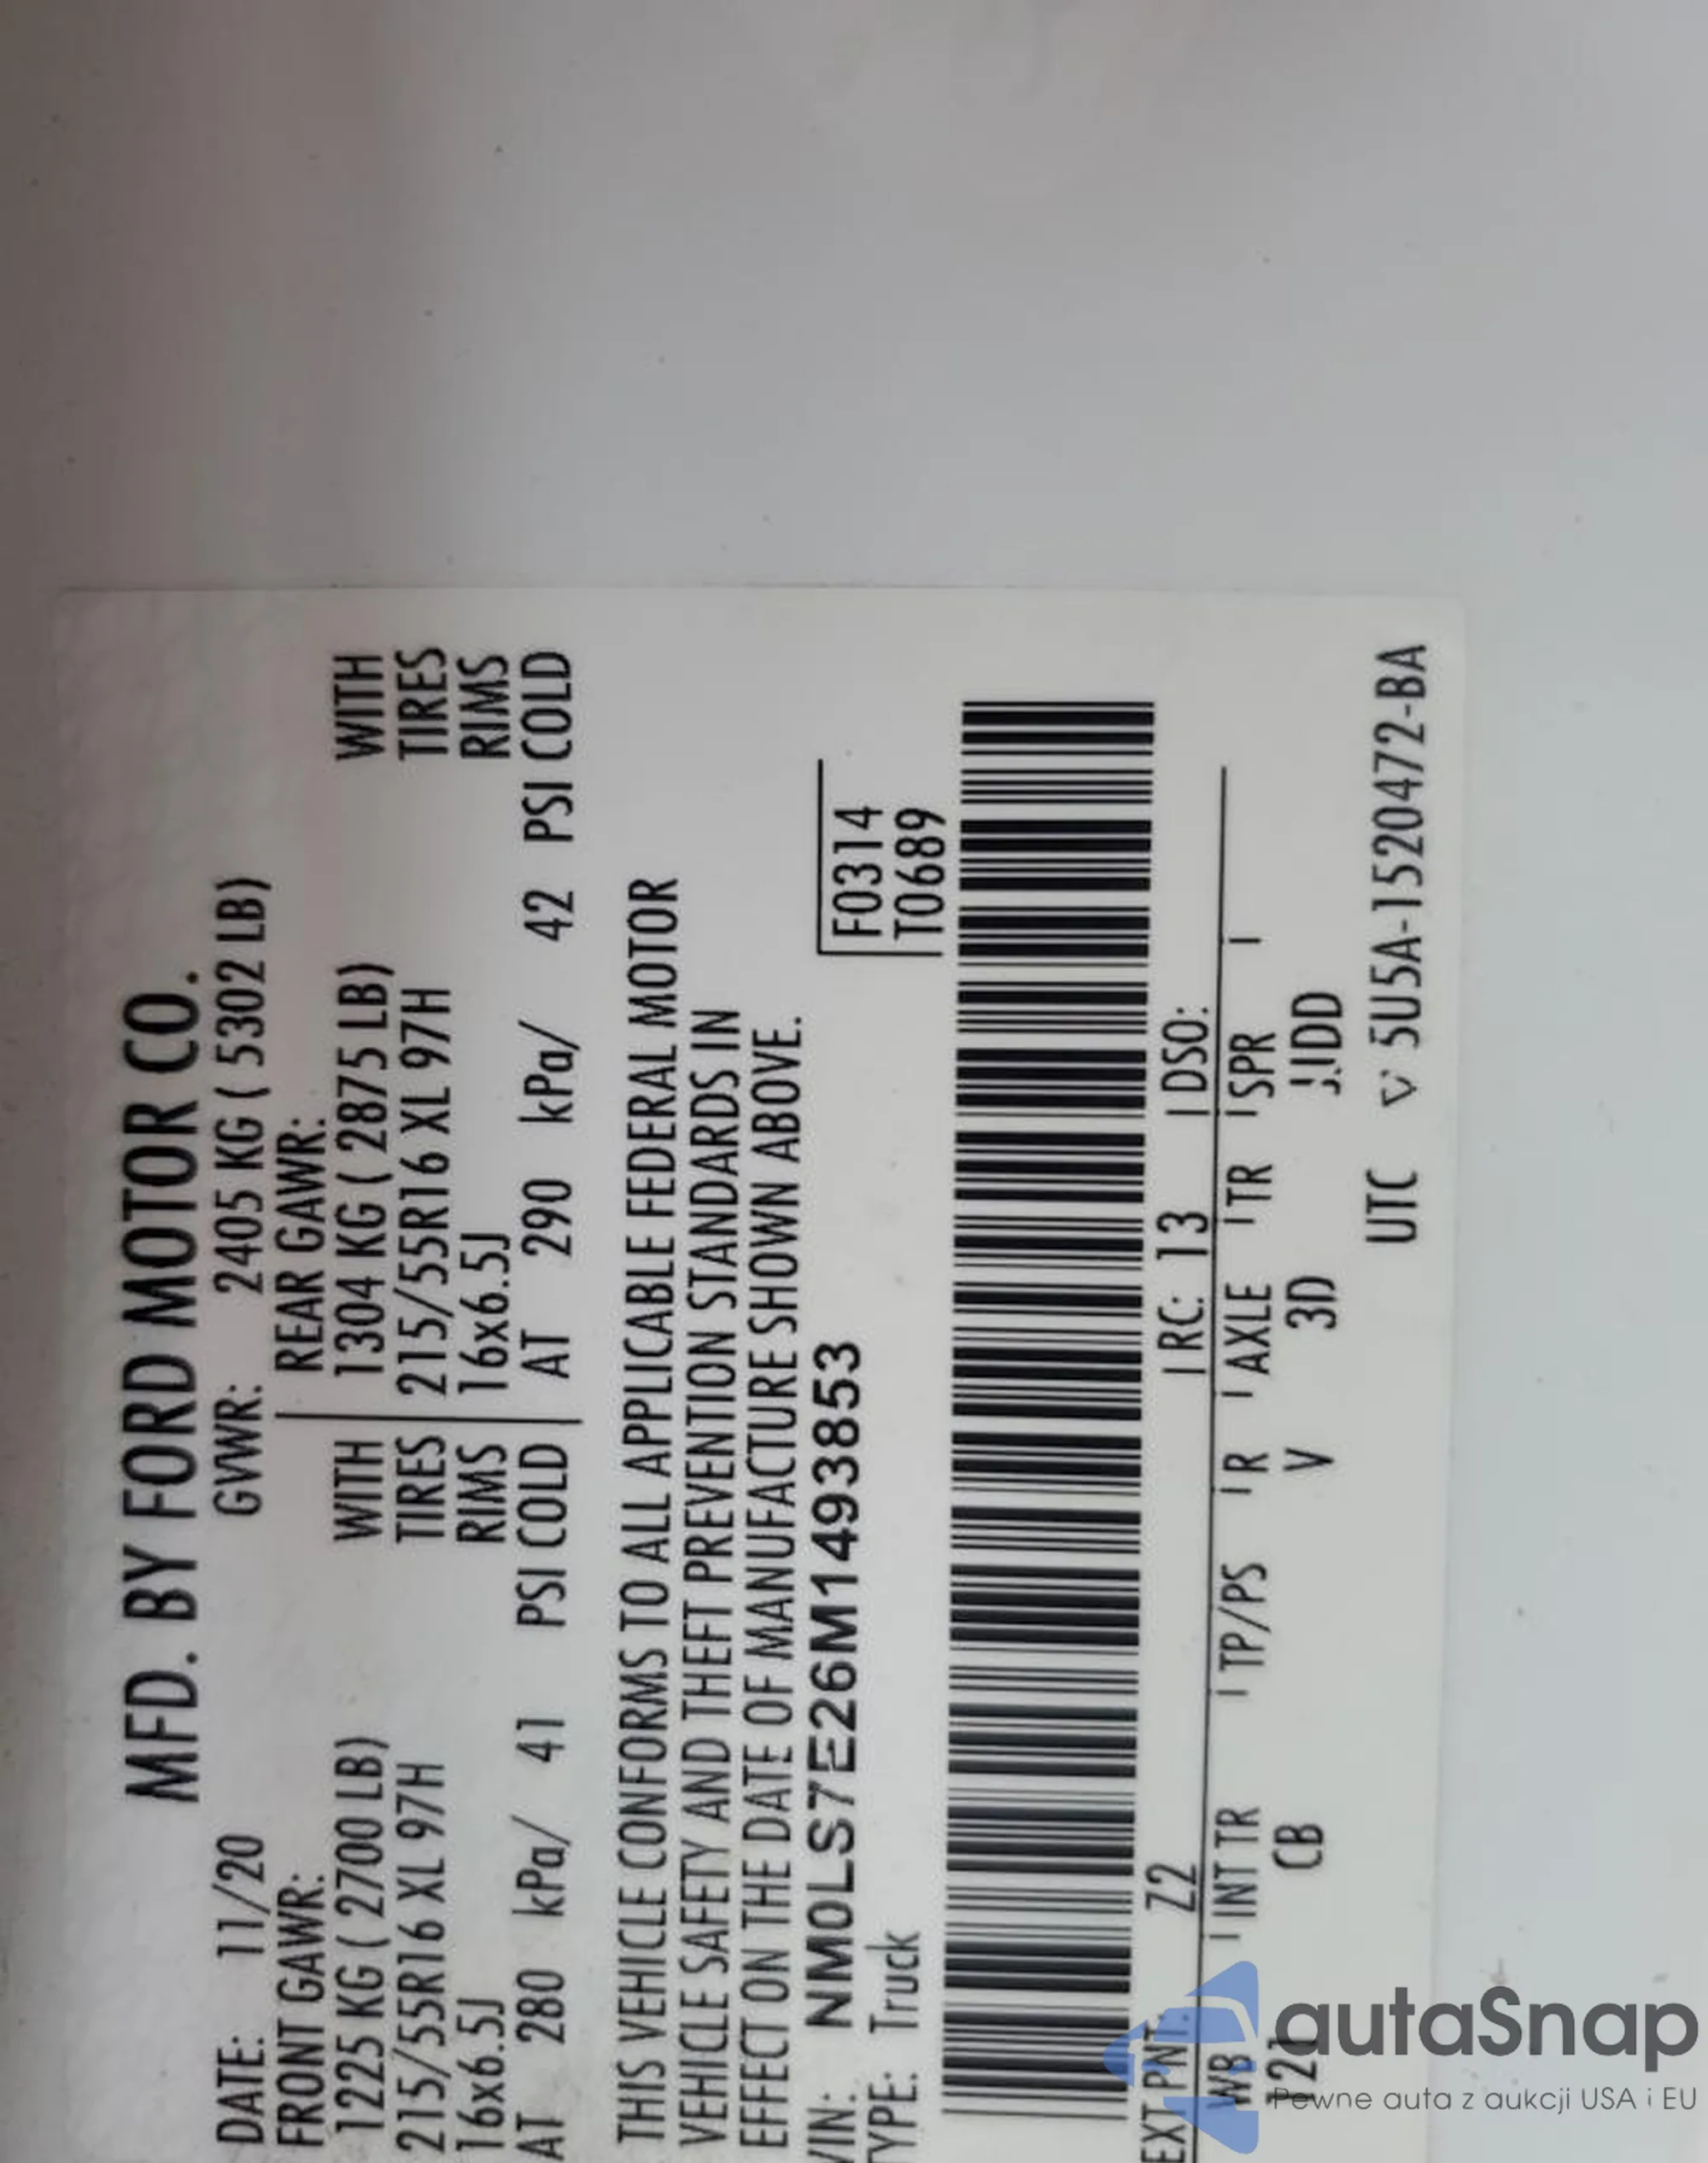 MFD. BY FORD MOTOR CO.
DATE: 11/20 GVWR: 2405 KG ( 5302 LB)
FRONT GAWR: REAR GAWR:
1225 KG ( 2700 LB) WITH 1304 KG ( 2875 LB) WITH
215/55R16 XL 97H TIRES 215/55R16 XL 97H TIRES
16x6.5J RIMS 16x6.5J RIMS
AT 280 kPa/ 41 PSI COLD AT 290 kPa/ 42 PSI COLD
THIS VEHICLE CONFORMS TO ALL APPLICABLE FEDERAL MOTOR
VEHICLE SAFETY AND THEFT PREVENTION STANDARDS IN
EFFECT ON THE DATE OF MANUFACTURE SHOWN ABOVE.
VIN: NM0LS7E26M1493853
F0314
TYPE: Truck T0689
EXT PNT: Z2 RC: 13 DSO:
WB INT TR TP/PS R AXLE TR SPR
121 CB V 3D JJDD
UTC ▽ 5U5A-1520472-BA
autaSnap
Pewne auta z aukcji USA i EU